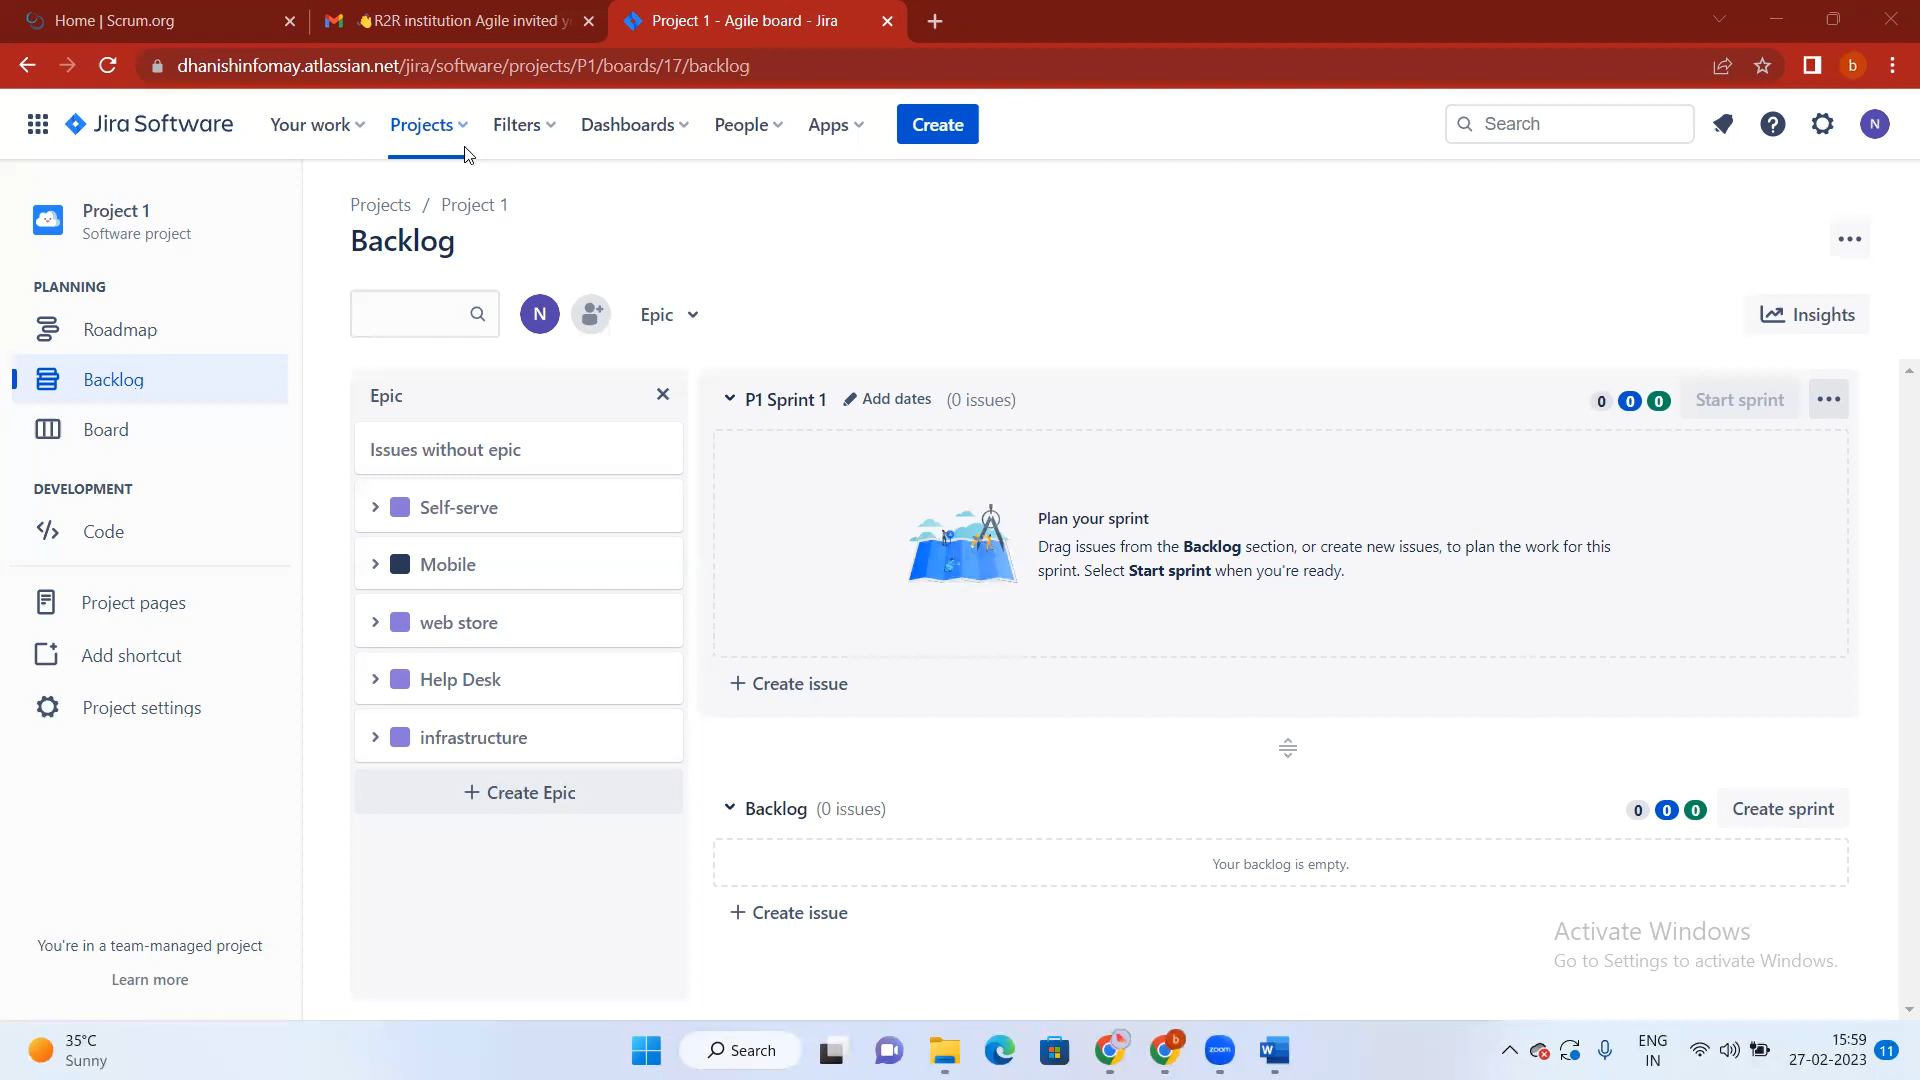 Home | Scrum.org
👋R2R institution Agile invited y
Project 1 - Agile board - Jira
dhanishinfomay.atlassian.net/jira/software/projects/P1/boards/17/backlog
b
Jira Software
Your work
Projects
Filters
Dashboards
People
Apps
Create
Search
N
Project 1
Software project
PLANNING
Roadmap
Backlog
Board
DEVELOPMENT
Code
Project pages
Add shortcut
Project settings
You're in a team-managed project
Learn more
Projects / Project 1
Backlog
N
Epic
Insights
Epic
Issues without epic
Self-serve
Mobile
web store
Help Desk
infrastructure
+ Create Epic
P1 Sprint 1 Add dates (0 issues)
0 0 0 Start sprint
Plan your sprint
Drag issues from the Backlog section, or create new issues, to plan the work for this
sprint. Select Start sprint when you're ready.
+ Create issue
Backlog (0 issues)
0 0 0 Create sprint
Your backlog is empty.
+ Create issue
Activate Windows
Go to Settings to activate Windows.
35°C
Sunny
Search
b
zoom
W
ENG
IN
15:59
27-02-2023
11